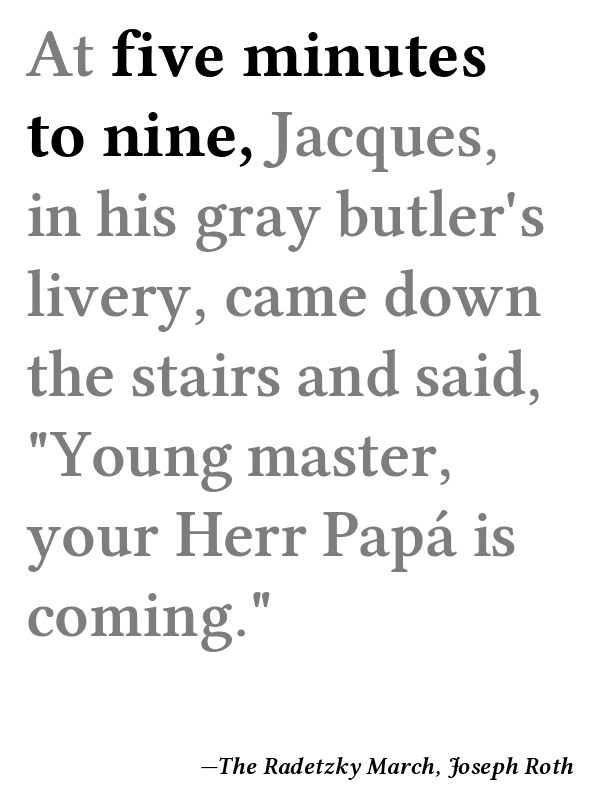 At five minutes
to nine, Jacques,
in his gray butler's
livery, came down
the stairs and said,
"Young master,
your Herr Papá is
coming."
—The Radetzky March, Joseph Roth